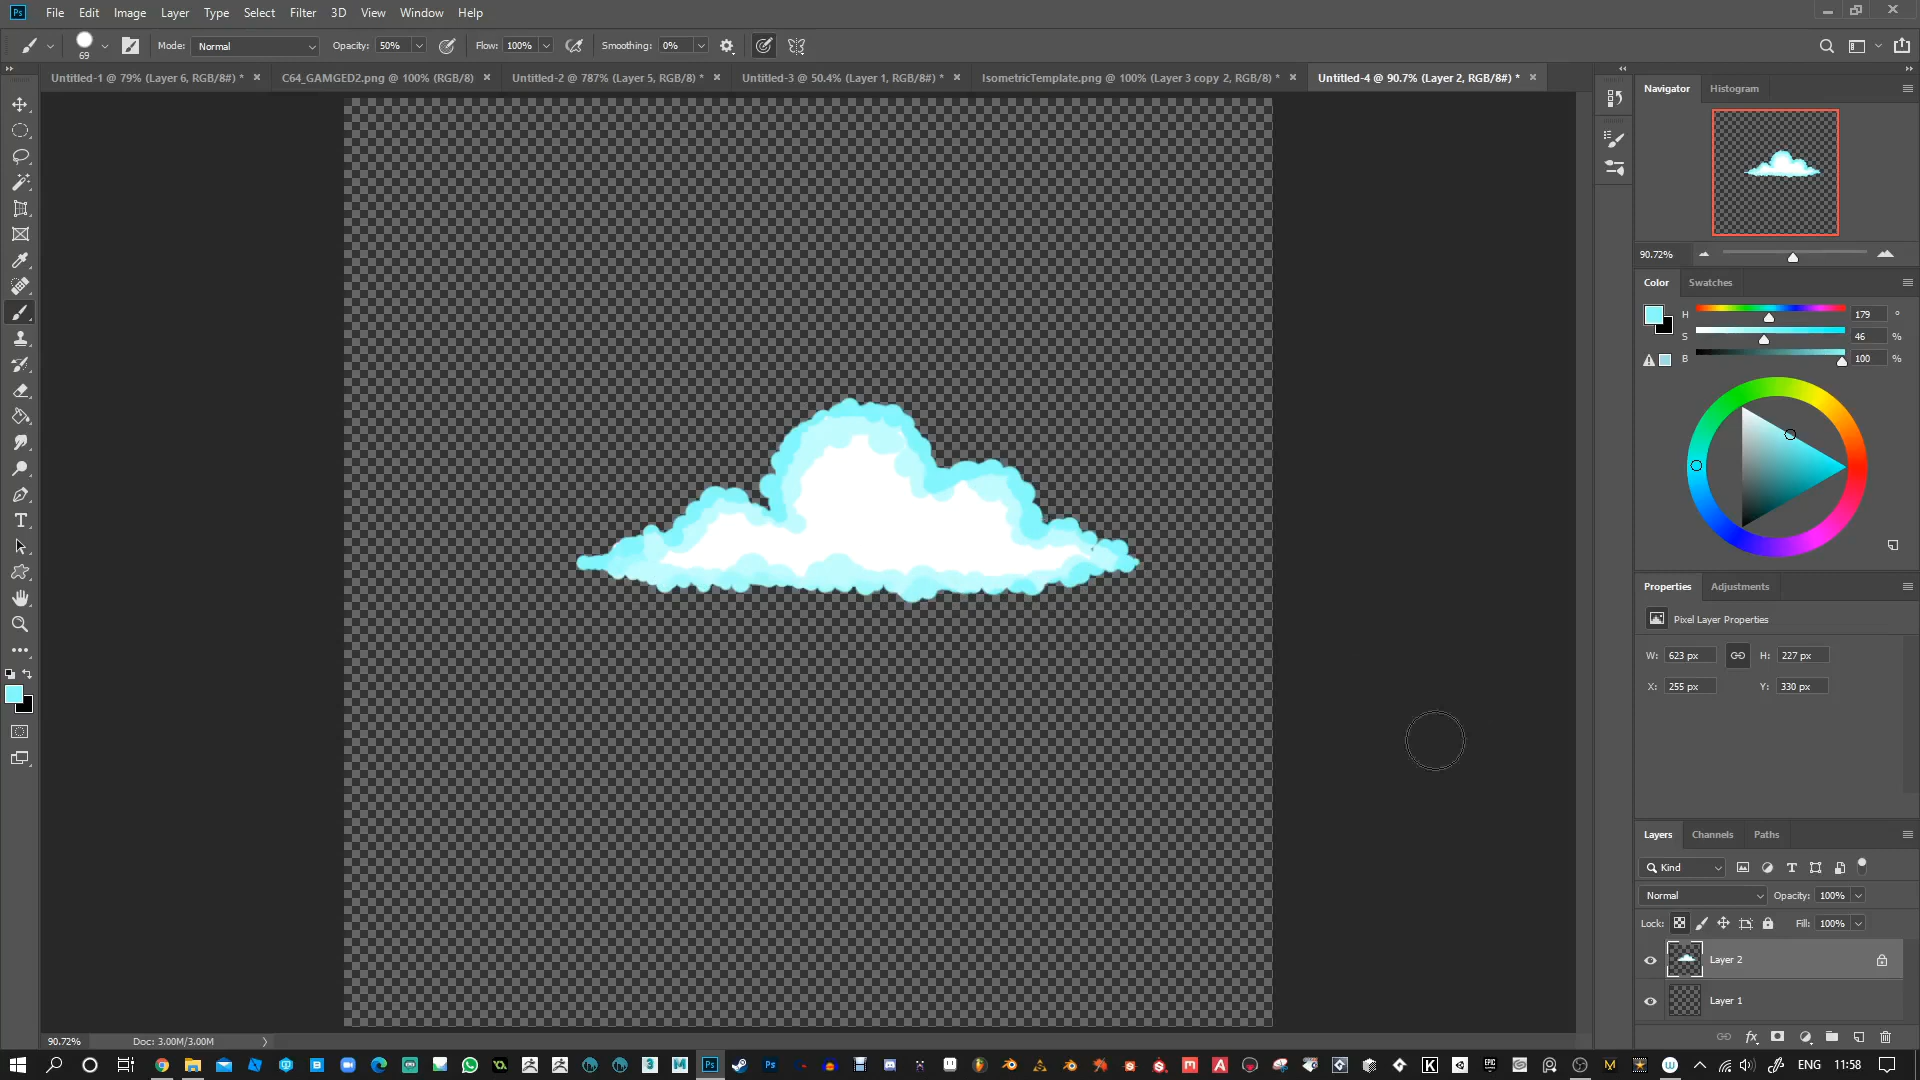 Ps File Edit Image Layer Type Select Filter 3D View Window Help
69 Mode: Normal Opacity: 50% Flow: 100% Smoothing: 0%
Untitled-1 @ 79% (Layer 6, RGB/8#) * C64_GAMGED2.png @ 100% (RGB/8) Untitled-2 @ 787% (Layer 5, RGB/8) * Untitled-3 @ 50.4% (Layer 1, RGB/8#) * IsometricTemplate.png @ 100% (Layer 3 copy 2, RGB/8) * Untitled-4 @ 90.7% (Layer 2, RGB/8#) *
Navigator Histogram
90.72%
Color Swatches
H 179 °
S 46 %
B 100 %
Properties Adjustments
Pixel Layer Properties
W: 623 px H: 227 px
X: 255 px Y: 330 px
Layers Channels Paths
Kind
Normal Opacity: 100%
Lock: Fill: 100%
Layer 2
Layer 1
90.72% Doc: 3.00M/3.00M
ENG 11:58